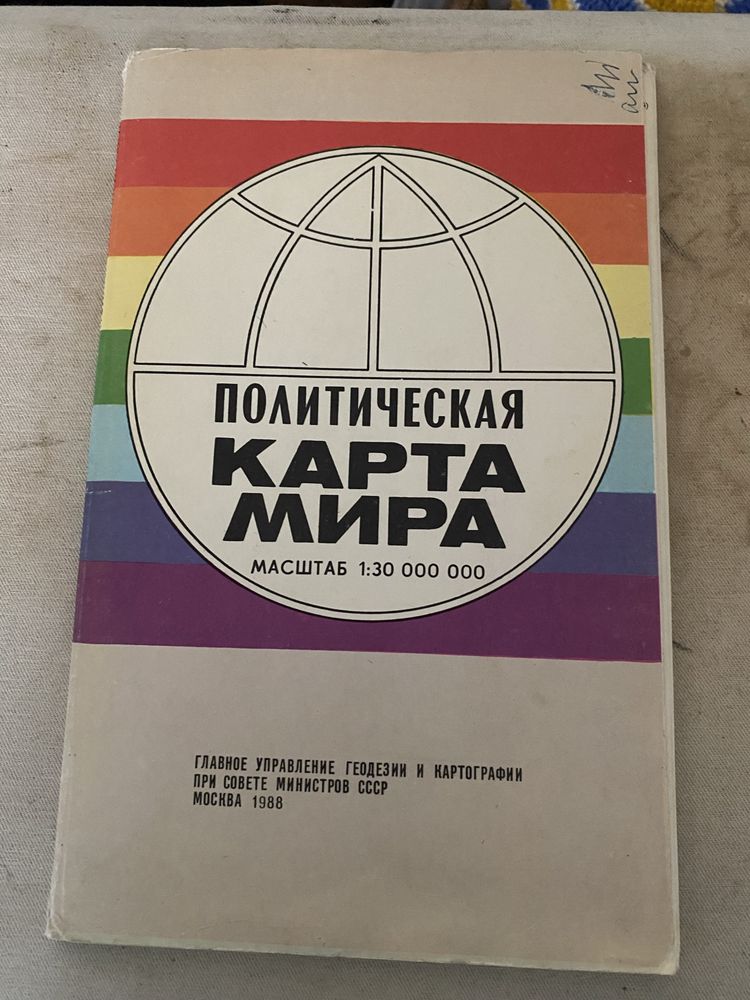 ПОЛИТИЧЕСКАЯ
КАРТА
МИРА
МАСШТАБ 1:30 000 000
ГЛАВНОЕ УПРАВЛЕНИЕ ГЕОДЕЗИИ И КАРТОГРАФИИ
ПРИ СОВЕТЕ МИНИСТРОВ СССР
МОСКВА 1988